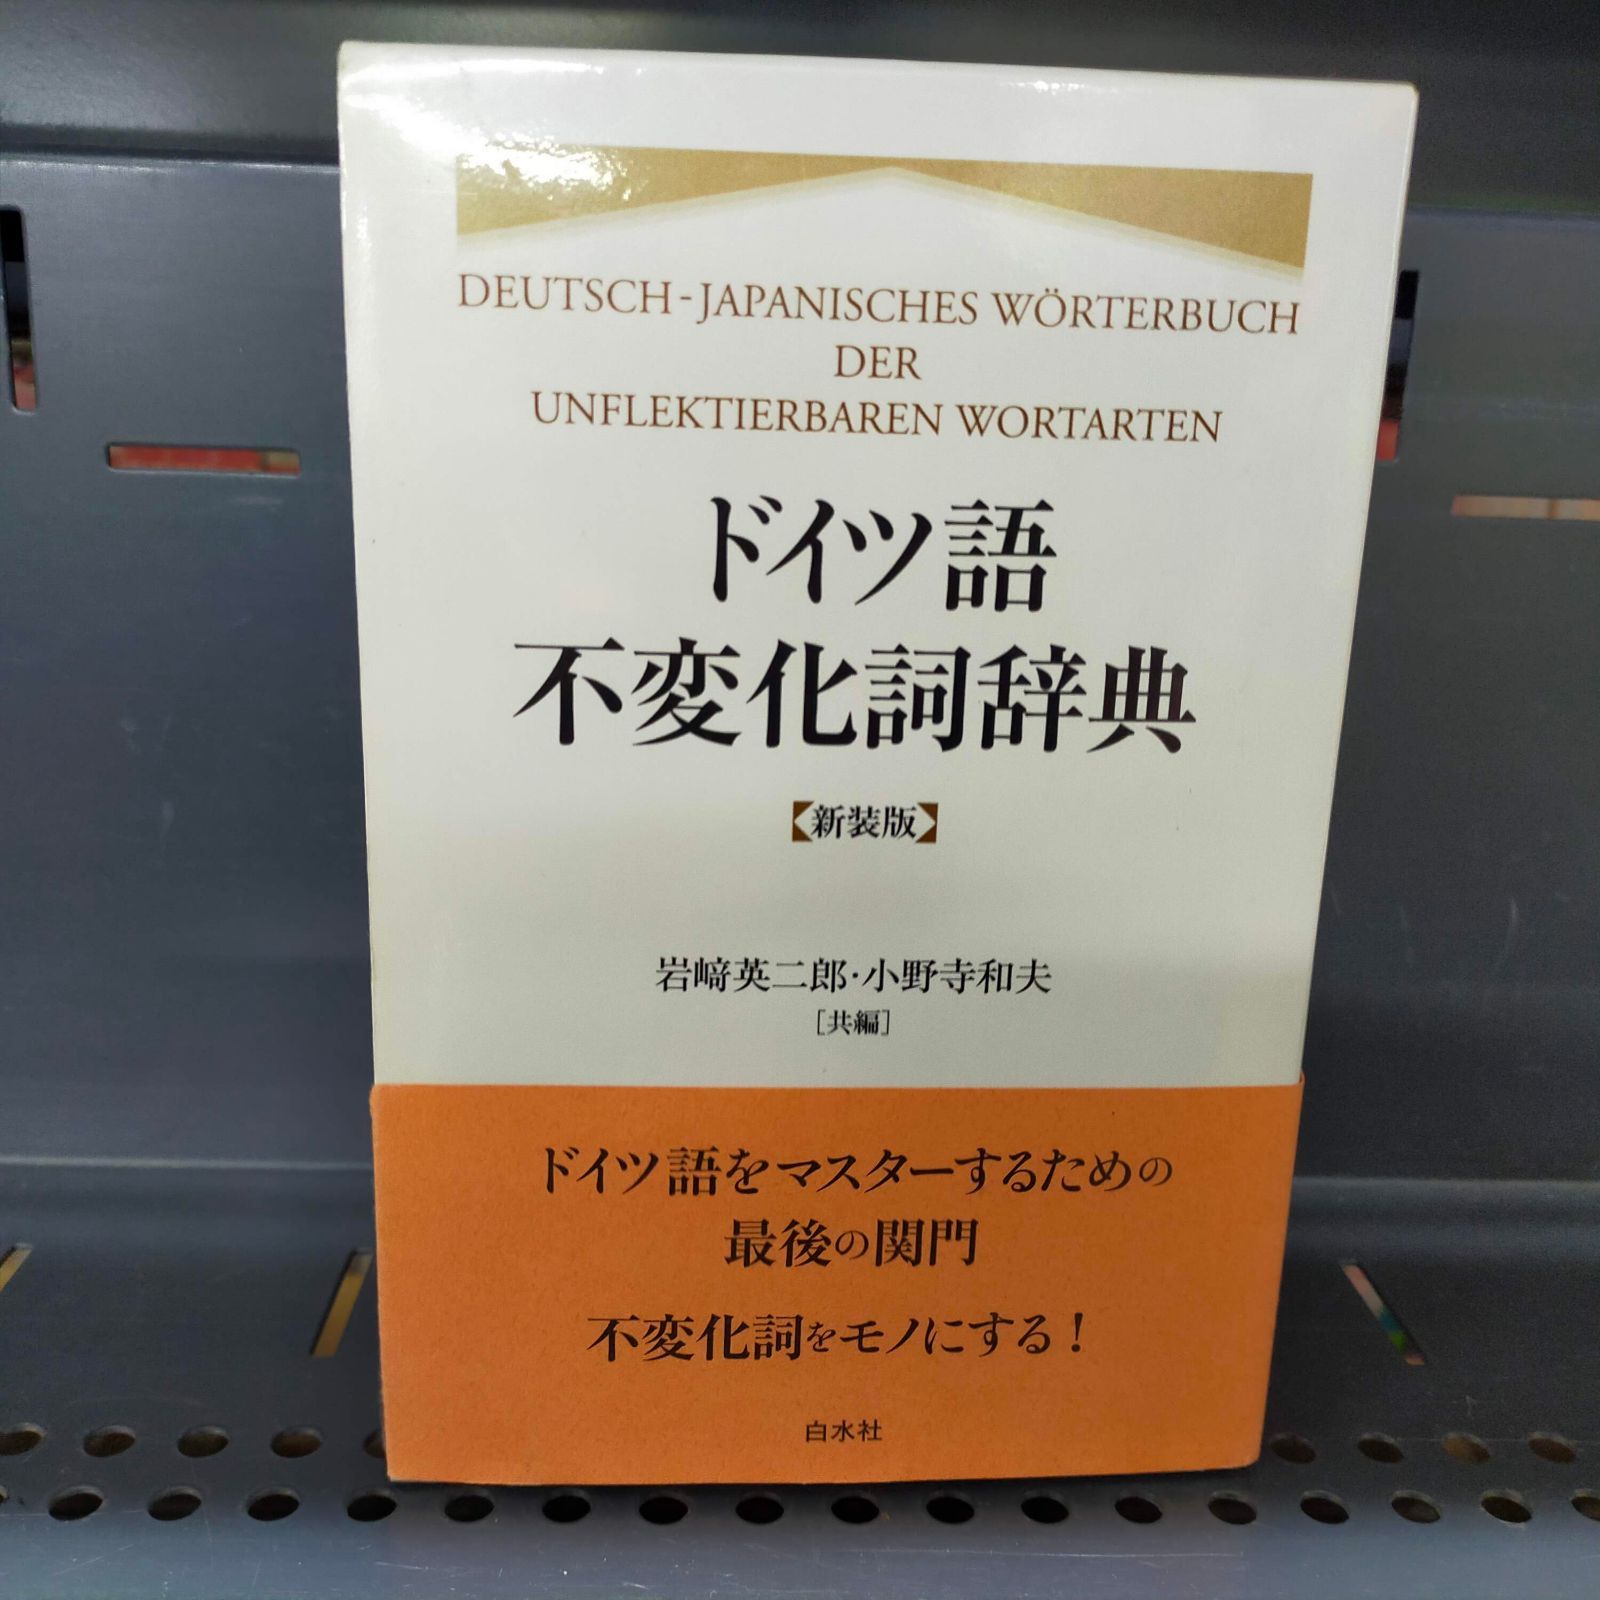 DEUTSCH-JAPANISCHES WÖRTERBUCH
DER
UNFLEKTIERBAREN WORTARTEN
ドイツ語
不変化詞辞典
【新装版】
岩﨑英二郎・小野寺和夫
[共編]
ドイツ語をマスターするための
最後の関門
不変化詞をモノにする！
白水社